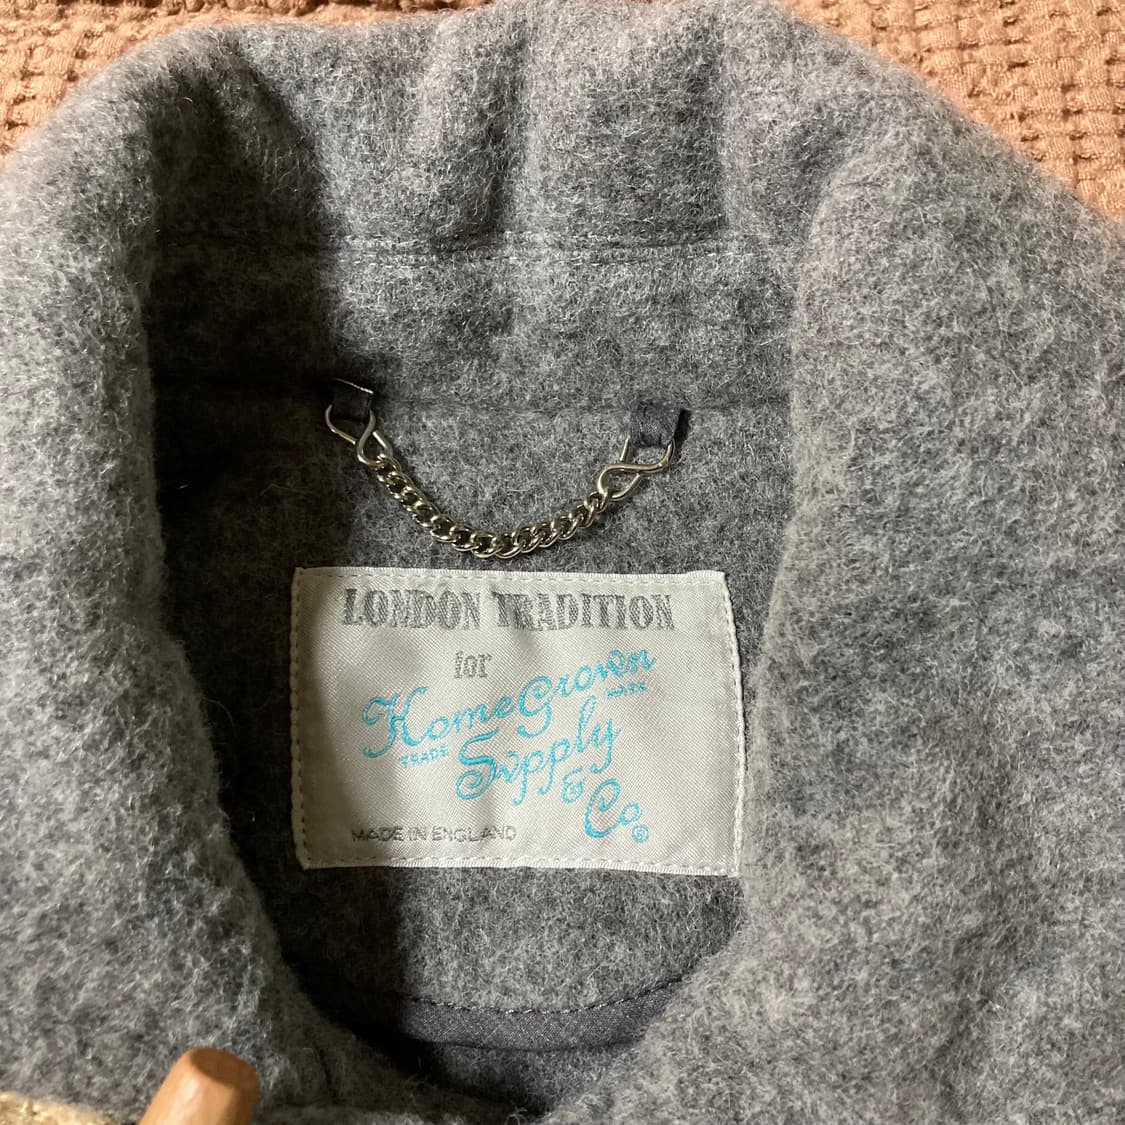 LONDON TRADITION
for
HomeGrown
TRADE MARK
Supply
& Co ®
MADE IN ENGLAND